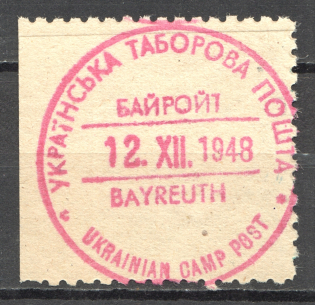 УКРАЇНСЬКА ТАБОРОВА ПОШТА
БАЙРОЙТ
12. XII. 1948
BAYREUTH
UKRAINIAN CAMP POST